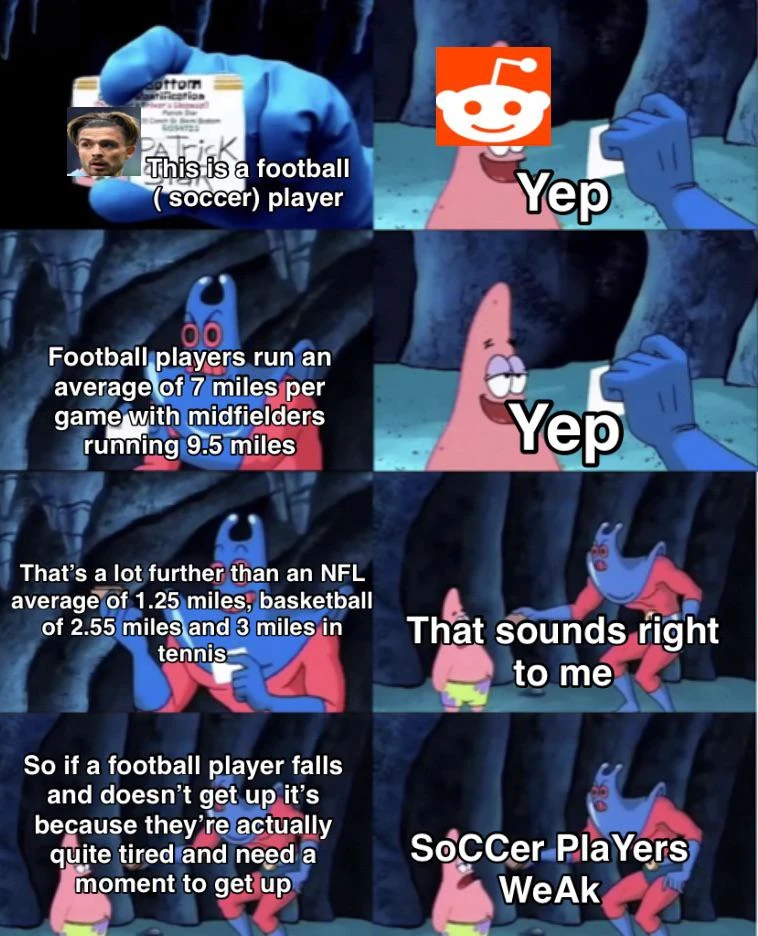 ottom
PATrick
This is a football
( soccer) player
Yep
Football players run an
average of 7 miles per
game with midfielders
running 9.5 miles
Yep
That's a lot further than an NFL
average of 1.25 miles, basketball
of 2.55 miles and 3 miles in
tennis
That sounds right
to me
So if a football player falls
and doesn't get up it's
because they're actually
quite tired and need a
moment to get up
SoCCer PlaYers
WeAk